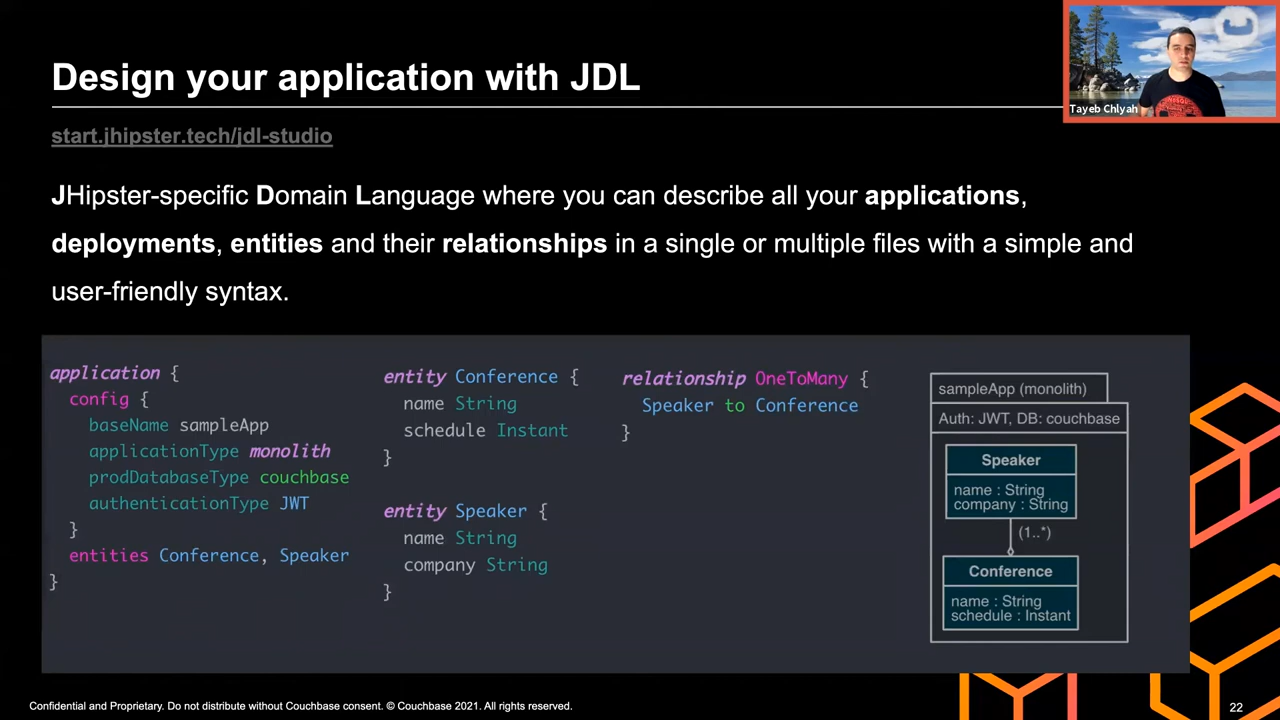 Design your application with JDL
start.jhipster.tech/jdl-studio
JHipster-specific Domain Language where you can describe all your applications,
deployments, entities and their relationships in a single or multiple files with a simple and
user-friendly syntax.
Tayeb Chlyah
application {
config {
baseName sampleApp
applicationType monolith
prodDatabaseType couchbase
authenticationType JWT
}
entities Conference, Speaker
}
entity Conference {
name String
schedule Instant
}
entity Speaker {
name String
company String
}
relationship OneToMany {
Speaker to Conference
}
sampleApp (monolith)
Auth: JWT, DB: couchbase
Speaker
name : String
company : String
(1..*)
Conference
name : String
schedule : Instant
Confidential and Proprietary. Do not distribute without Couchbase consent. © Couchbase 2021. All rights reserved.
22